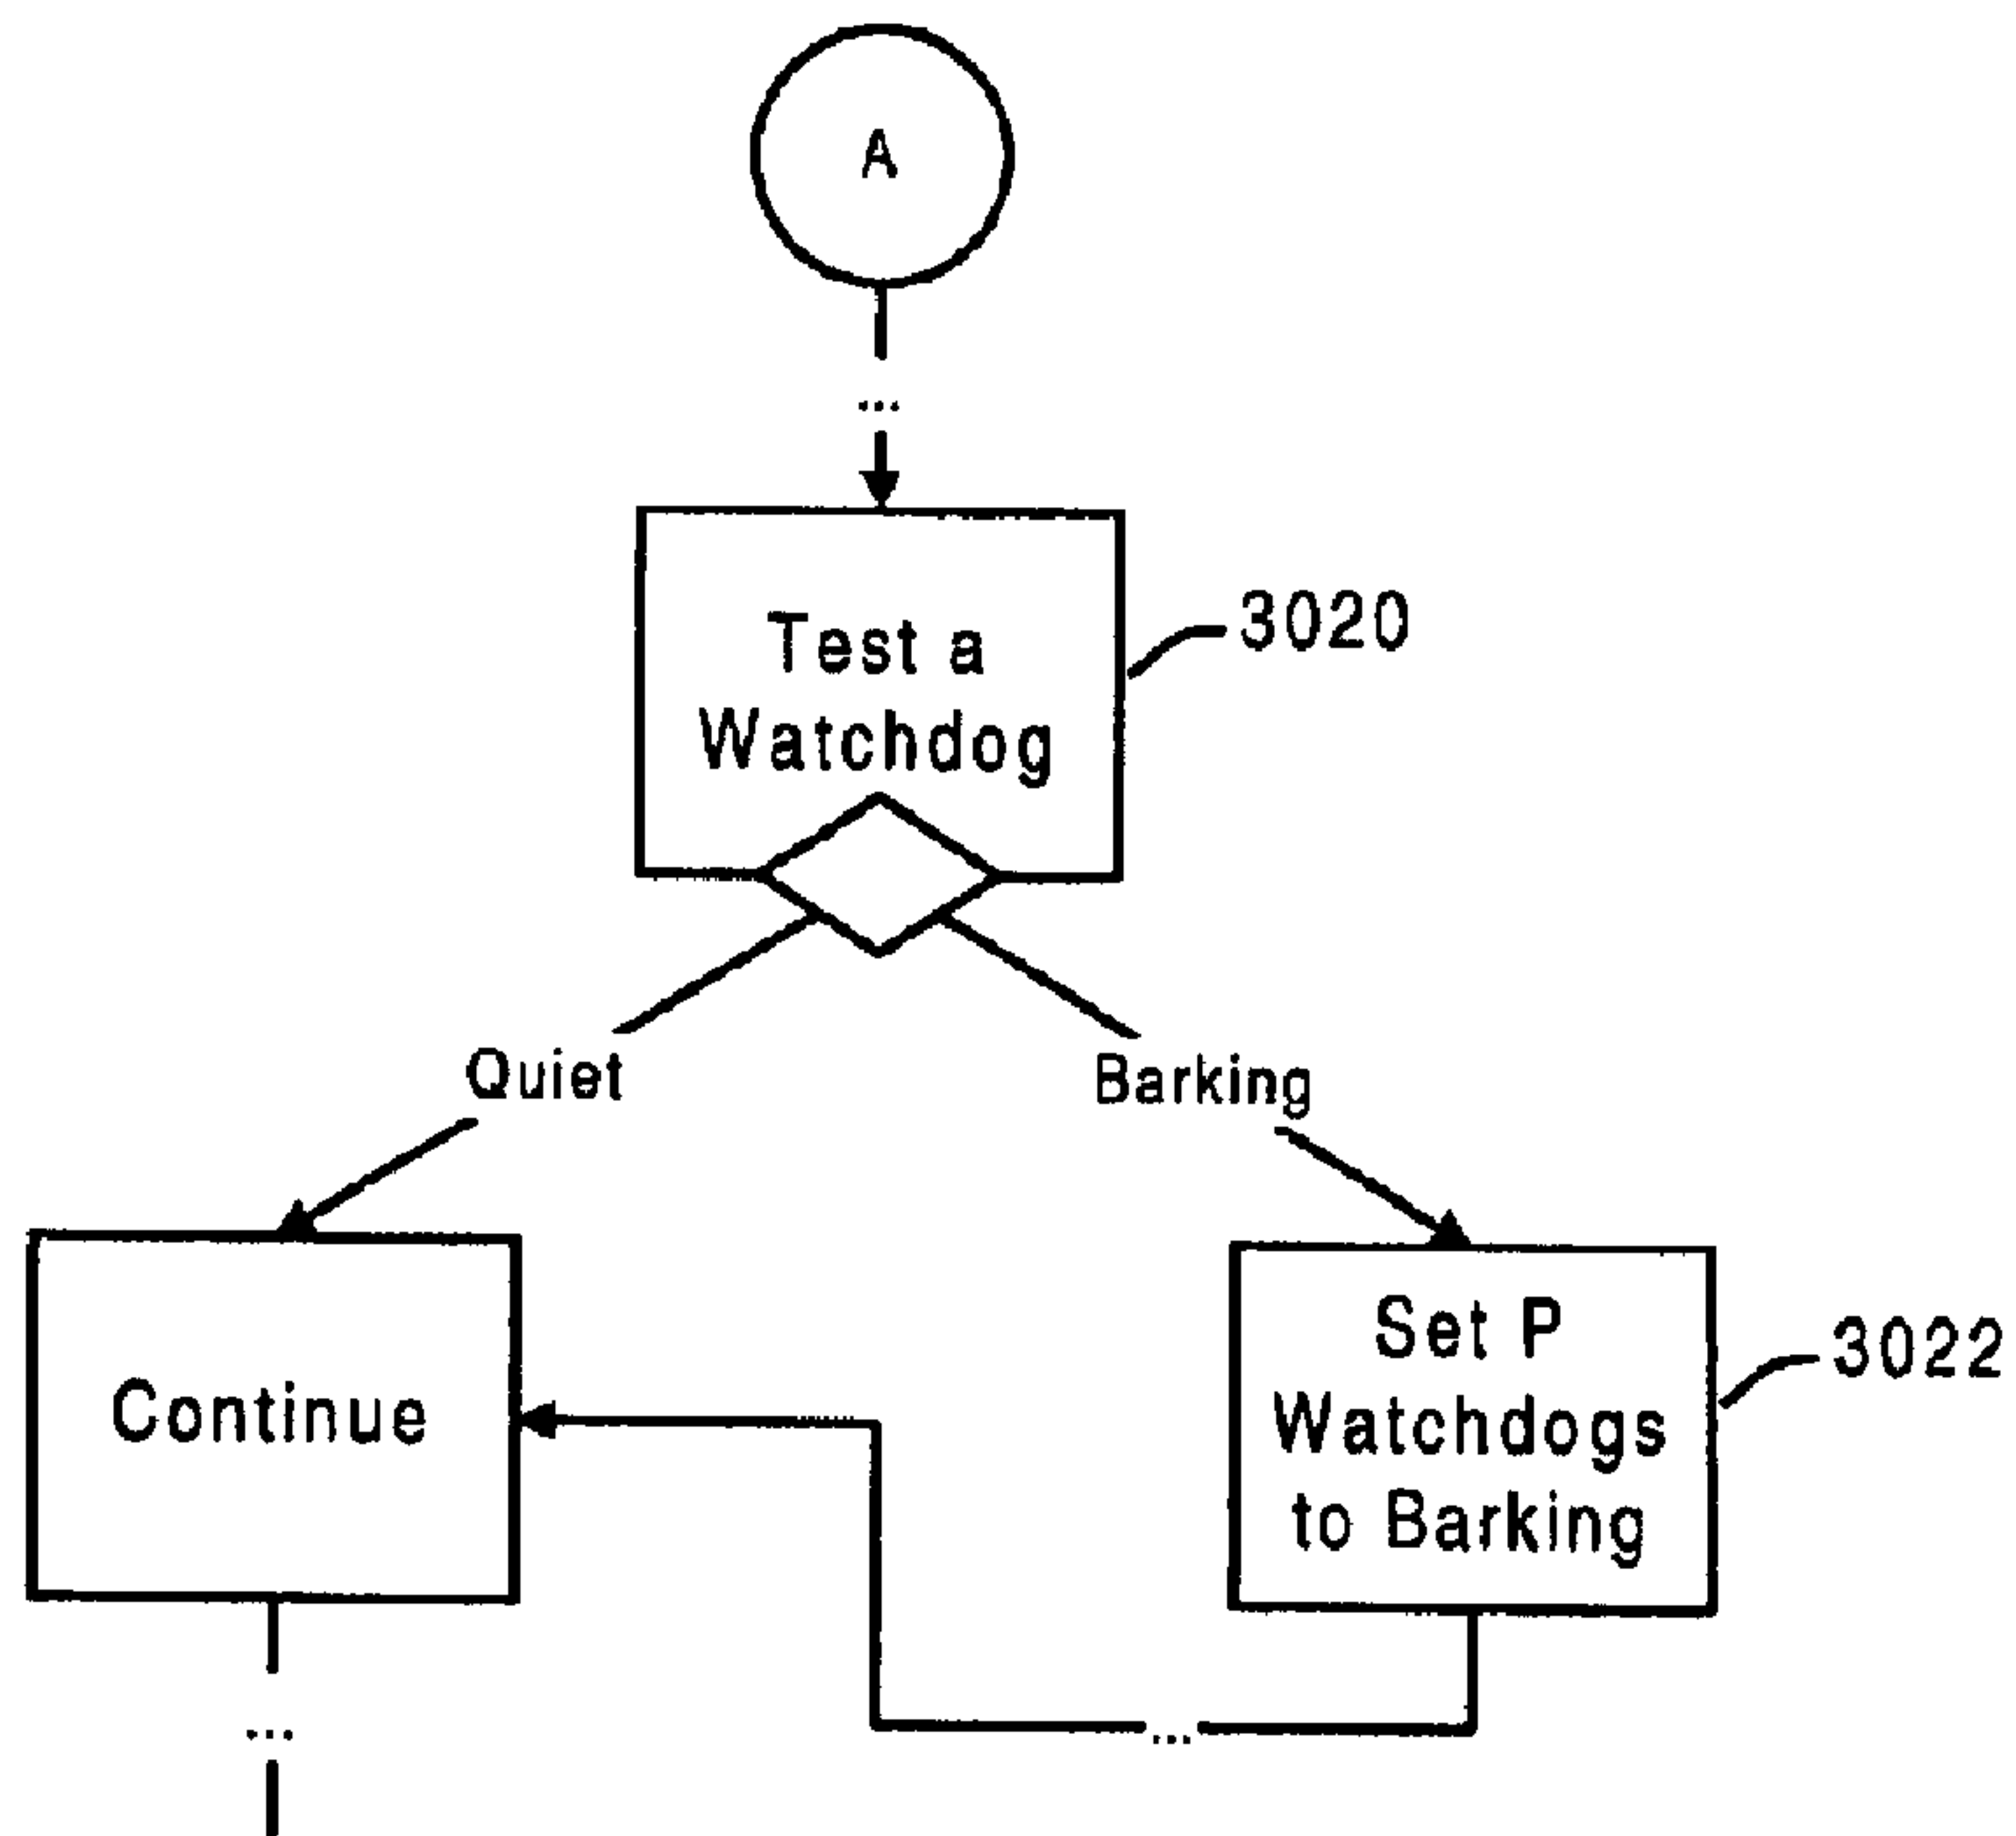 A
...
Test a
Watchdog
3020
Quiet
Barking
Continue
Set P
Watchdogs
to Barking
3022
...
...